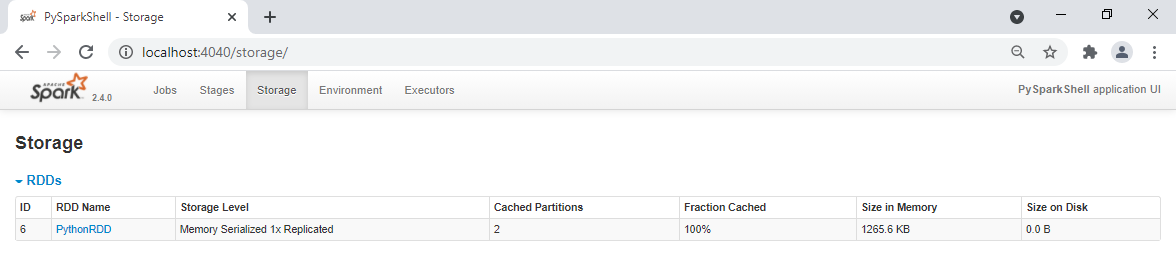 PySparkShell - Storage
localhost:4040/storage/
APACHE Spark 2.4.0 Jobs Stages Storage Environment Executors PySparkShell application UI
Storage
RDDs
ID RDD Name Storage Level Cached Partitions Fraction Cached Size in Memory Size on Disk
6 PythonRDD Memory Serialized 1x Replicated 2 100% 1265.6 KB 0.0 B